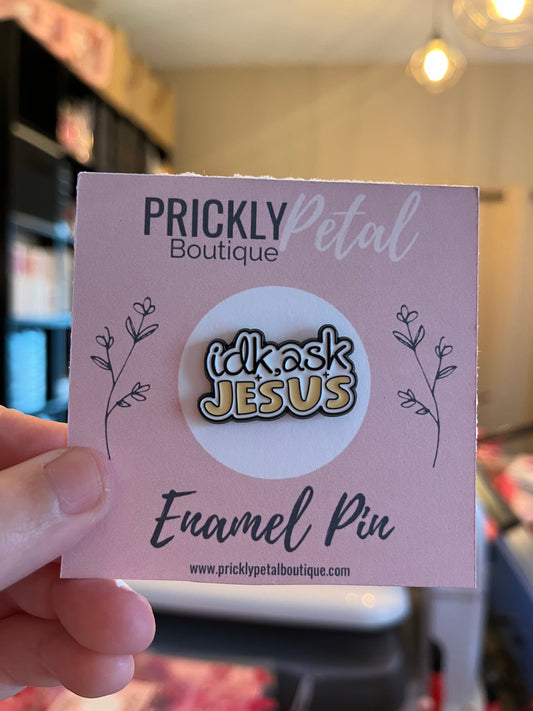 PRICKLY Petal
Boutique
idk, ask
JESUS
Enamel Pin
www.pricklypetalboutique.com